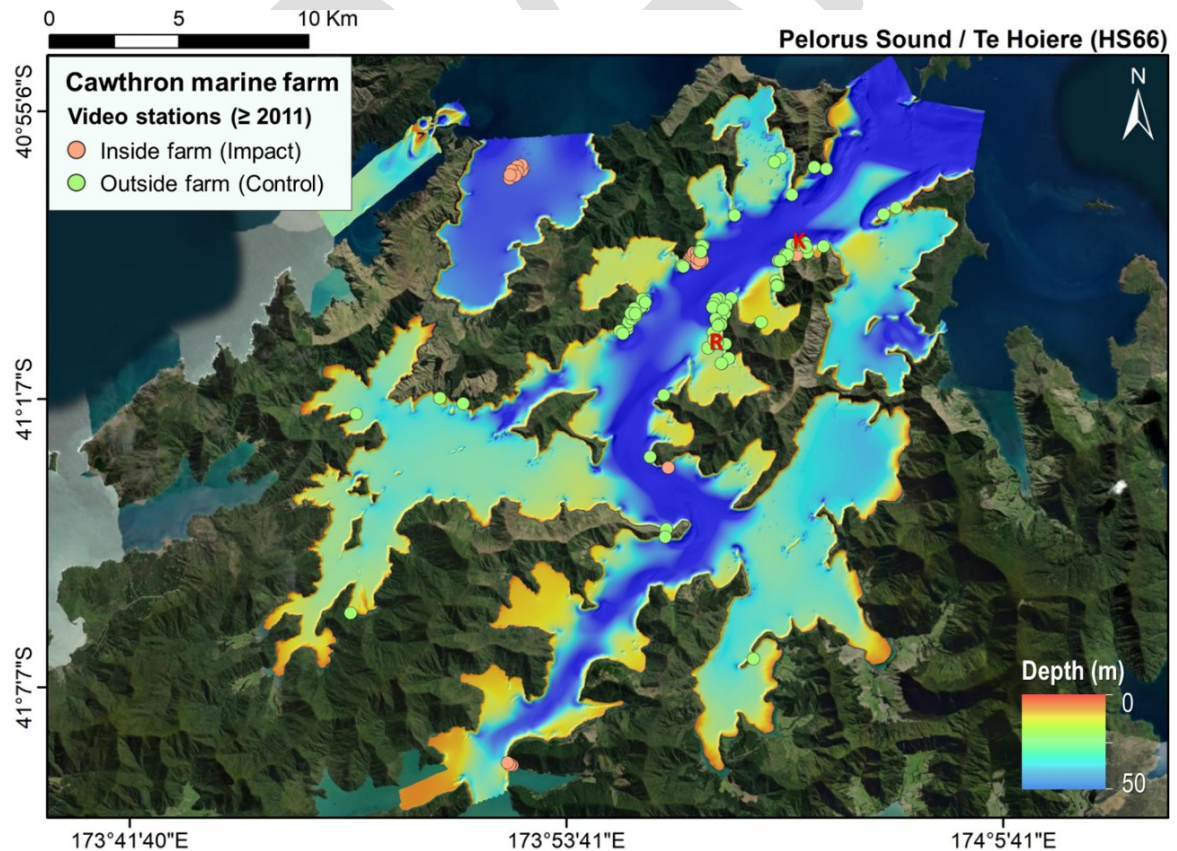 0 5 10 Km
Pelorus Sound / Te Hoiere (HS66)
Cawthron marine farm
Video stations (≥ 2011)
Inside farm (Impact)
Outside farm (Control)
N
40°55'6"S
41°1'7"S
41°7'7"S
K
R
Depth (m)
0
50
173°41'40"E 173°53'41"E 174°5'41"E